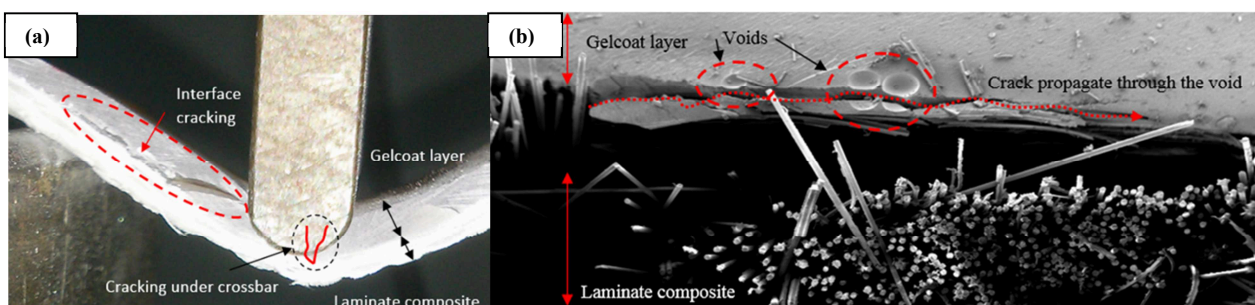 (a)
Interface
cracking
Gelcoat layer
Cracking under crossbar
Laminate composite
(b)
Gelcoat layer
Voids
Crack propagate through the void
Laminate composite